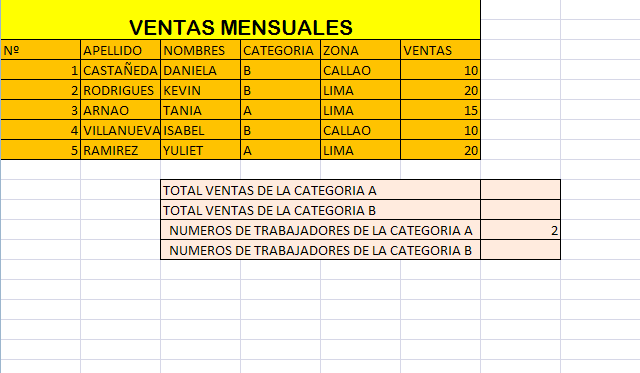 VENTAS MENSUALES
Nº APELLIDO NOMBRES CATEGORIA ZONA VENTAS
1 CASTAÑEDA DANIELA B CALLAO 10
2 RODRIGUES KEVIN B LIMA 20
3 ARNAO TANIA A LIMA 15
4 VILLANUEVA ISABEL B CALLAO 10
5 RAMIREZ YULIET A LIMA 20
TOTAL VENTAS DE LA CATEGORIA A
TOTAL VENTAS DE LA CATEGORIA B
NUMEROS DE TRABAJADORES DE LA CATEGORIA A 2
NUMEROS DE TRABAJADORES DE LA CATEGORIA B